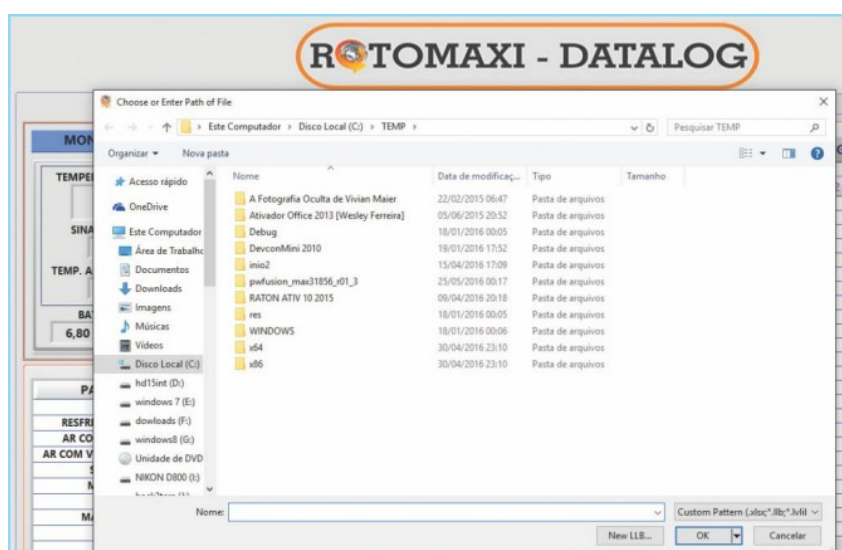 ROTOMAXI - DATALOG
Choose or Enter Path of File
Este Computador > Disco Local (C:) > TEMP >
Pesquisar TEMP
Organizar
Nova pasta
MON
TEMPE
SINA
TEMP. A
BA
6,80
PA
RESFRI
AR CO
AR COM V
S
M
MA
Acesso rápido
OneDrive
Este Computador
Área de Trabalho
Documentos
Downloads
Imagens
Músicas
Vídeos
Disco Local (C:)
hd15int (D:)
windows 7 (E:)
dowloads (F:)
windows8 (G:)
Unidade de DVD
NIKON D800 (I:)
Nome Data de modificaç... Tipo Tamanho
A Fotografia Oculta de Vivian Maier 22/02/2015 06:47 Pasta de arquivos
Ativador Office 2013 [Wesley Ferreira] 05/06/2015 20:52 Pasta de arquivos
Debug 18/01/2016 00:05 Pasta de arquivos
DevconMini 2010 19/01/2016 17:52 Pasta de arquivos
inio2 15/04/2016 17:09 Pasta de arquivos
pwfusion_max31856_r01_3 25/05/2016 00:17 Pasta de arquivos
RATON ATIV 10 2015 09/04/2016 20:18 Pasta de arquivos
res 18/01/2016 00:05 Pasta de arquivos
WINDOWS 18/01/2016 00:06 Pasta de arquivos
x64 30/04/2016 23:10 Pasta de arquivos
x86 30/04/2016 23:10 Pasta de arquivos
Nome:
Custom Pattern (.xlsx;*.llb;*.lvlil
New LLB...
OK
Cancelar